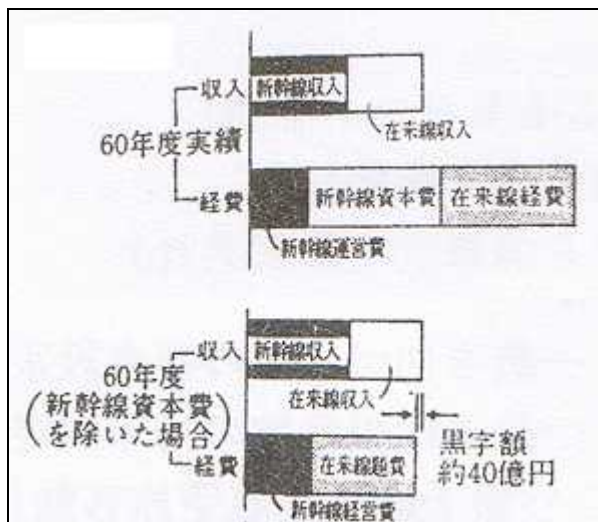 収入
新幹線収入
在来線収入
60年度実績
経費
新幹線資本費
在来線経費
新幹線運営費
収入
新幹線収入
在来線収入
60年度
(新幹線資本費
を除いた場合)
経費
在来線経費
新幹線経営費
黒字額
約40億円